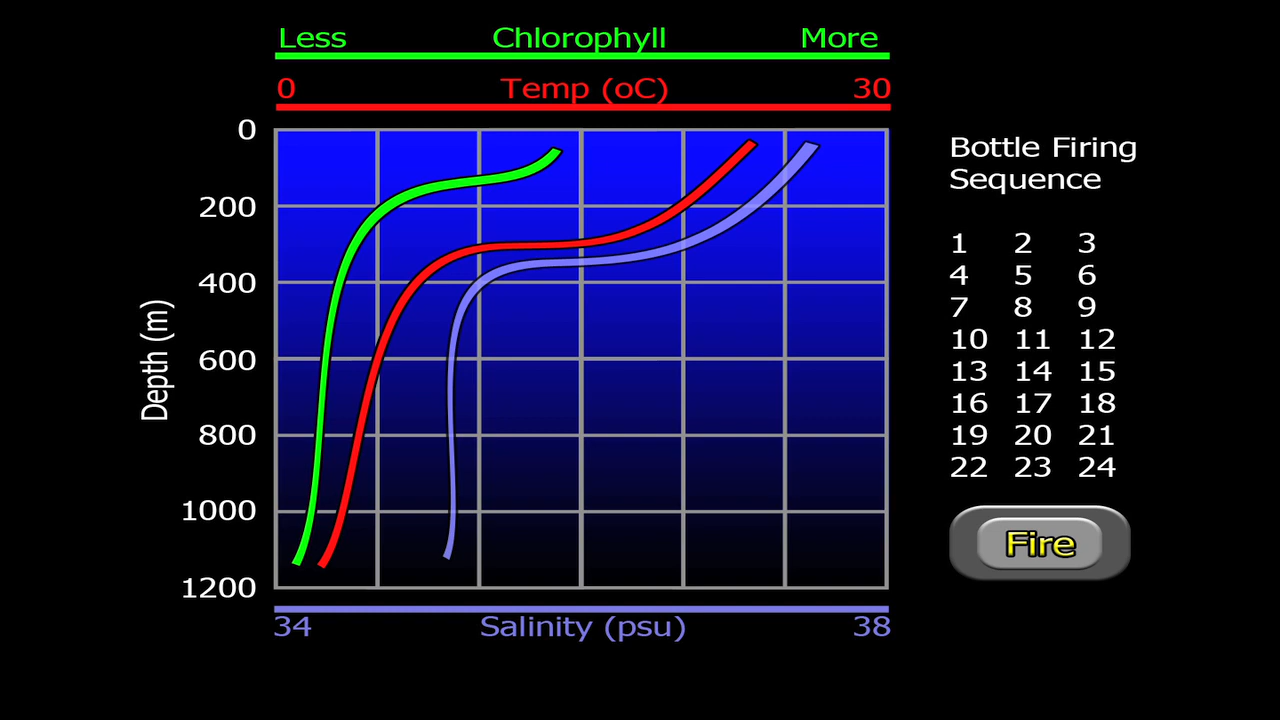 Less Chlorophyll More
0 Temp (oC) 30
0
200
400
600
800
1000
1200
Depth (m)
34 Salinity (psu) 38
Bottle Firing
Sequence
1 2 3
4 5 6
7 8 9
10 11 12
13 14 15
16 17 18
19 20 21
22 23 24
Fire